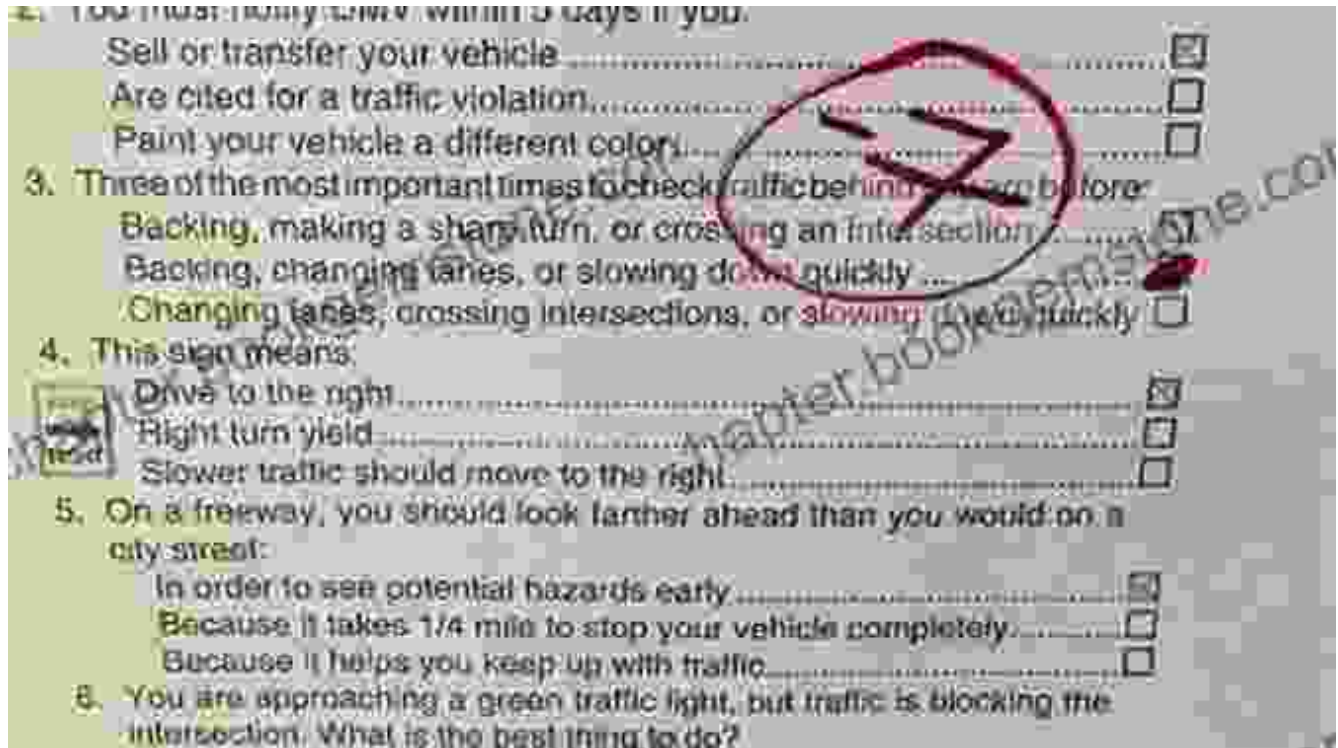 2. You must notify DMV within 5 days if you:
Sell or transfer your vehicle
Are cited for a traffic violation
Paint your vehicle a different color
-7
3. Three of the most important times to check traffic behind you are before:
Backing, making a sharp turn, or crossing an intersection
Backing, changing lanes, or slowing down quickly
Changing lanes, crossing intersections, or slowing down quickly
4. This sign means:
Drive to the right
Right turn yield
Slower traffic should move to the right
5. On a freeway, you should look farther ahead than you would on a
city street:
In order to see potential hazards early
Because it takes 1/4 mile to stop your vehicle completely
Because it helps you keep up with traffic
6. You are approaching a green traffic light, but traffic is blocking the
intersection. What is the best thing to do?
chapter.bookgemstone.com